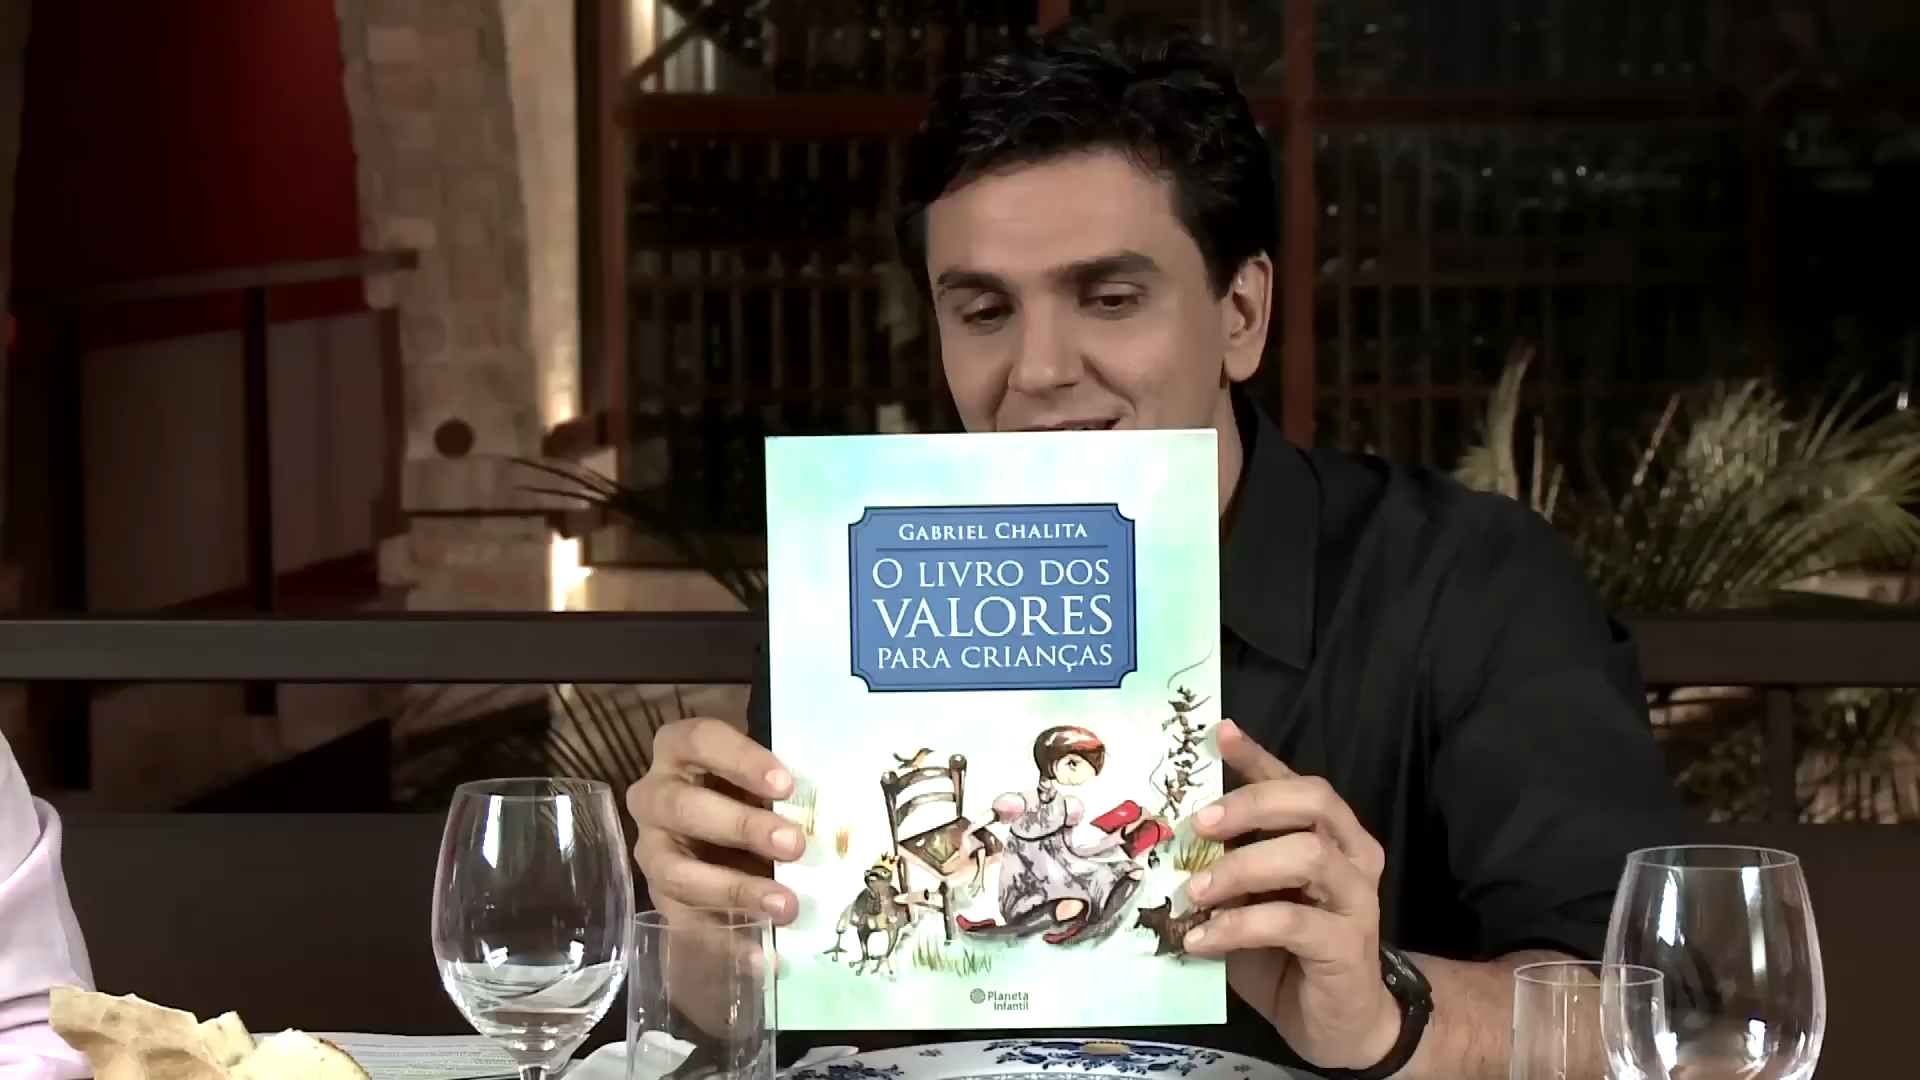 GABRIEL CHALITA
O LIVRO DOS
VALORES
PARA CRIANÇAS
Planeta
Infantil